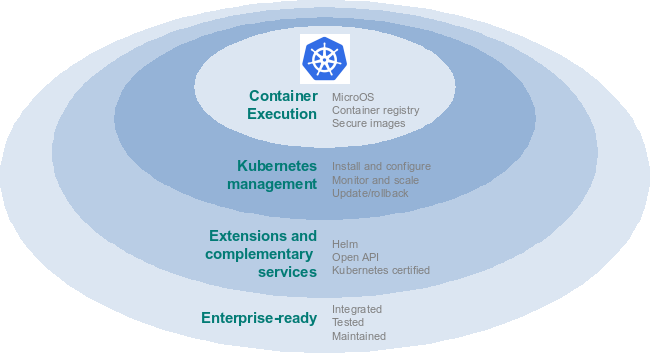 Container
Execution
MicroOS
Container registry
Secure images
Kubernetes
management
Install and configure
Monitor and scale
Update/rollback
Extensions and
complementary
services
Helm
Open API
Kubernetes certified
Enterprise-ready
Integrated
Tested
Maintained